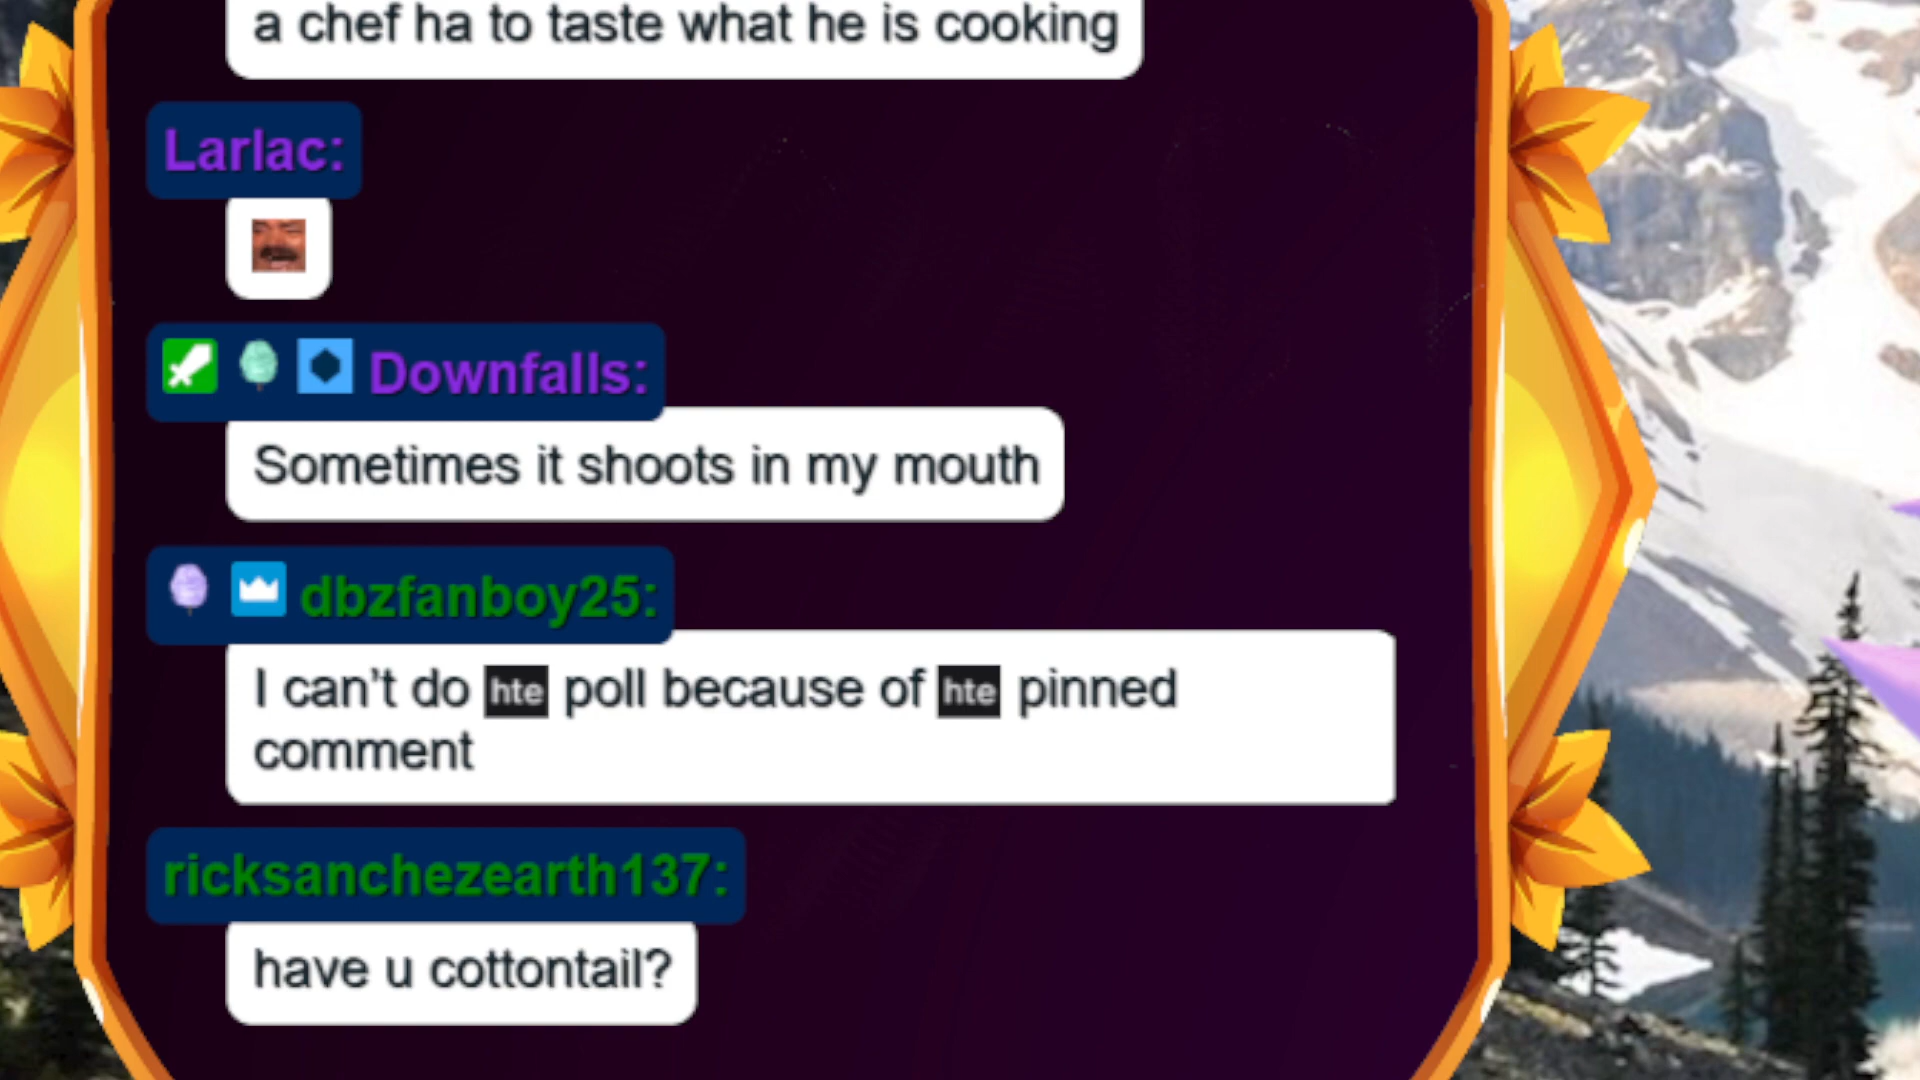 a chef ha to taste what he is cooking
Larlac:
Downfalls:
Sometimes it shoots in my mouth
dbzfanboy25:
I can't do hte poll because of hte pinned
comment
ricksanchezearth137:
have u cottontail?